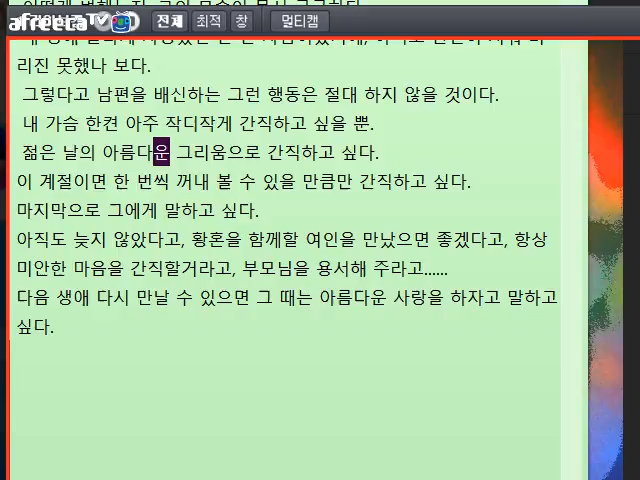 afreecaTV
전체 최적 창 멀티캠
리진 못했나 보다.
그렇다고 남편을 배신하는 그런 행동은 절대 하지 않을 것이다.
내 가슴 한켠 아주 작디작게 간직하고 싶을 뿐.
젊은 날의 아름다운 그리움으로 간직하고 싶다.
이 계절이면 한 번씩 꺼내 볼 수 있을 만큼만 간직하고 싶다.
마지막으로 그에게 말하고 싶다.
아직도 늦지 않았다고, 황혼을 함께할 여인을 만났으면 좋겠다고, 항상
미안한 마음을 간직할거라고, 부모님을 용서해 주라고......
다음 생애 다시 만날 수 있으면 그 때는 아름다운 사랑을 하자고 말하고
싶다.